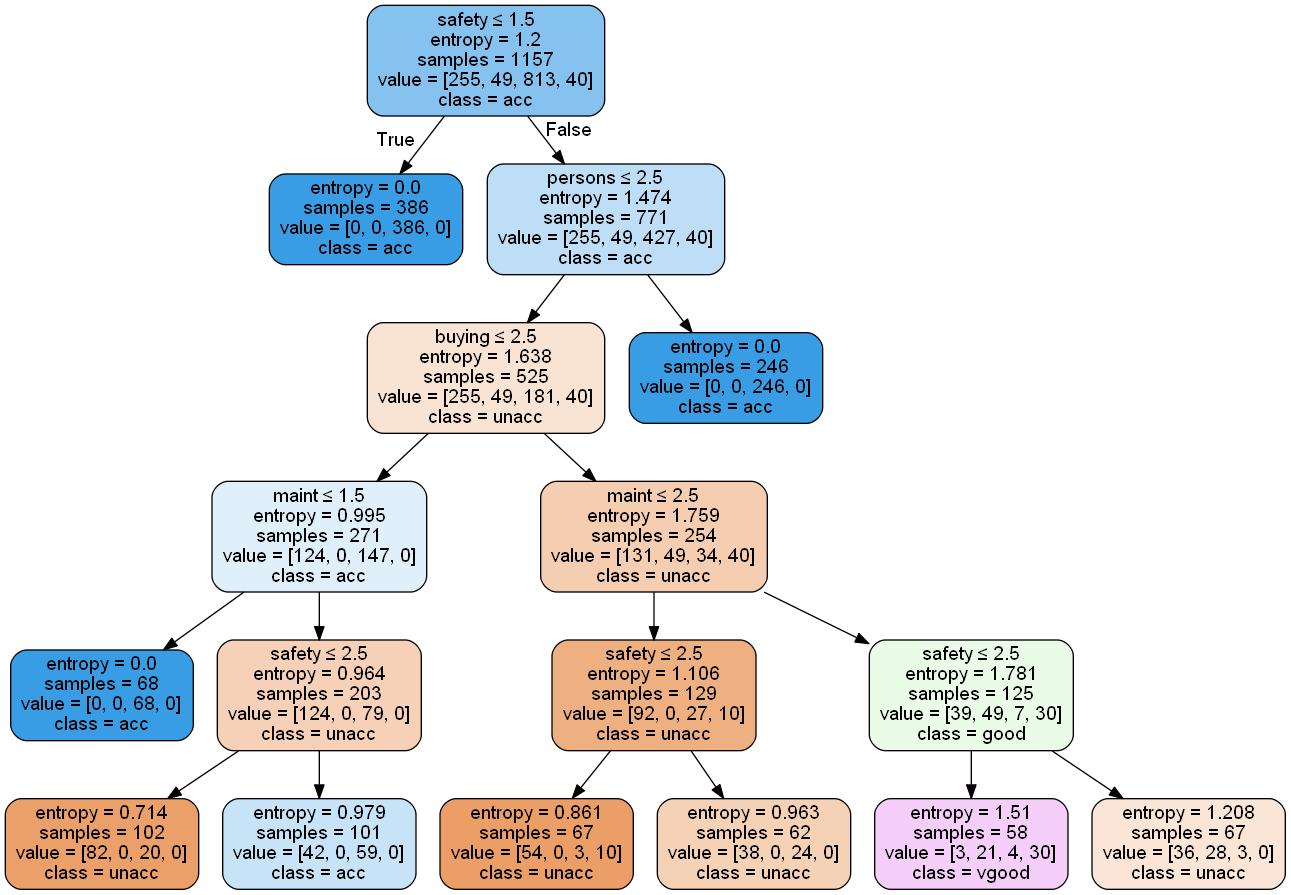 safety ≤ 1.5
entropy = 1.2
samples = 1157
value = [255, 49, 813, 40]
class = acc
True
False
entropy = 0.0
samples = 386
value = [0, 0, 386, 0]
class = acc
persons ≤ 2.5
entropy = 1.474
samples = 771
value = [255, 49, 427, 40]
class = acc
buying ≤ 2.5
entropy = 1.638
samples = 525
value = [255, 49, 181, 40]
class = unacc
entropy = 0.0
samples = 246
value = [0, 0, 246, 0]
class = acc
maint ≤ 1.5
entropy = 0.995
samples = 271
value = [124, 0, 147, 0]
class = acc
maint ≤ 2.5
entropy = 1.759
samples = 254
value = [131, 49, 34, 40]
class = unacc
entropy = 0.0
samples = 68
value = [0, 0, 68, 0]
class = acc
safety ≤ 2.5
entropy = 0.964
samples = 203
value = [124, 0, 79, 0]
class = unacc
safety ≤ 2.5
entropy = 1.106
samples = 129
value = [92, 0, 27, 10]
class = unacc
safety ≤ 2.5
entropy = 1.781
samples = 125
value = [39, 49, 7, 30]
class = good
entropy = 0.714
samples = 102
value = [82, 0, 20, 0]
class = unacc
entropy = 0.979
samples = 101
value = [42, 0, 59, 0]
class = acc
entropy = 0.861
samples = 67
value = [54, 0, 3, 10]
class = unacc
entropy = 0.963
samples = 62
value = [38, 0, 24, 0]
class = unacc
entropy = 1.51
samples = 58
value = [3, 21, 4, 30]
class = vgood
entropy = 1.208
samples = 67
value = [36, 28, 3, 0]
class = unacc